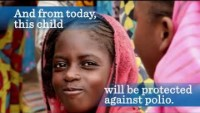 And from today,
this child
will be protected
against polio.